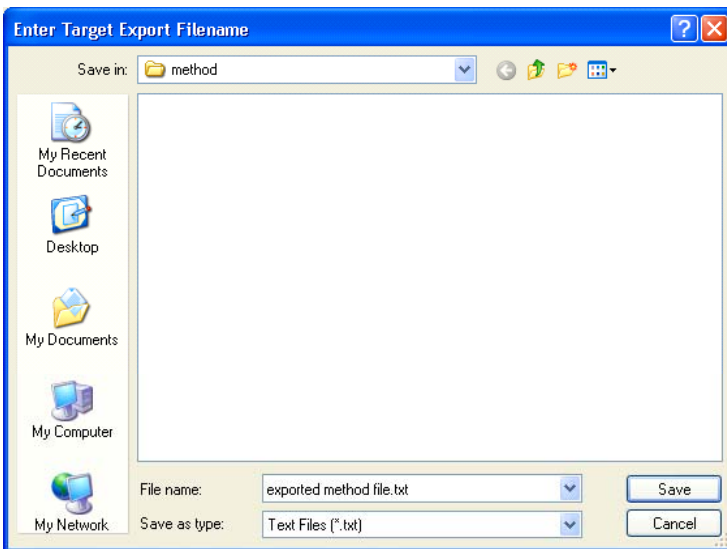 Enter Target Export Filename
Save in: method
My Recent
Documents
Desktop
My Documents
My Computer
My Network
File name: exported method file.txt Save
Save as type: Text Files (*.txt) Cancel